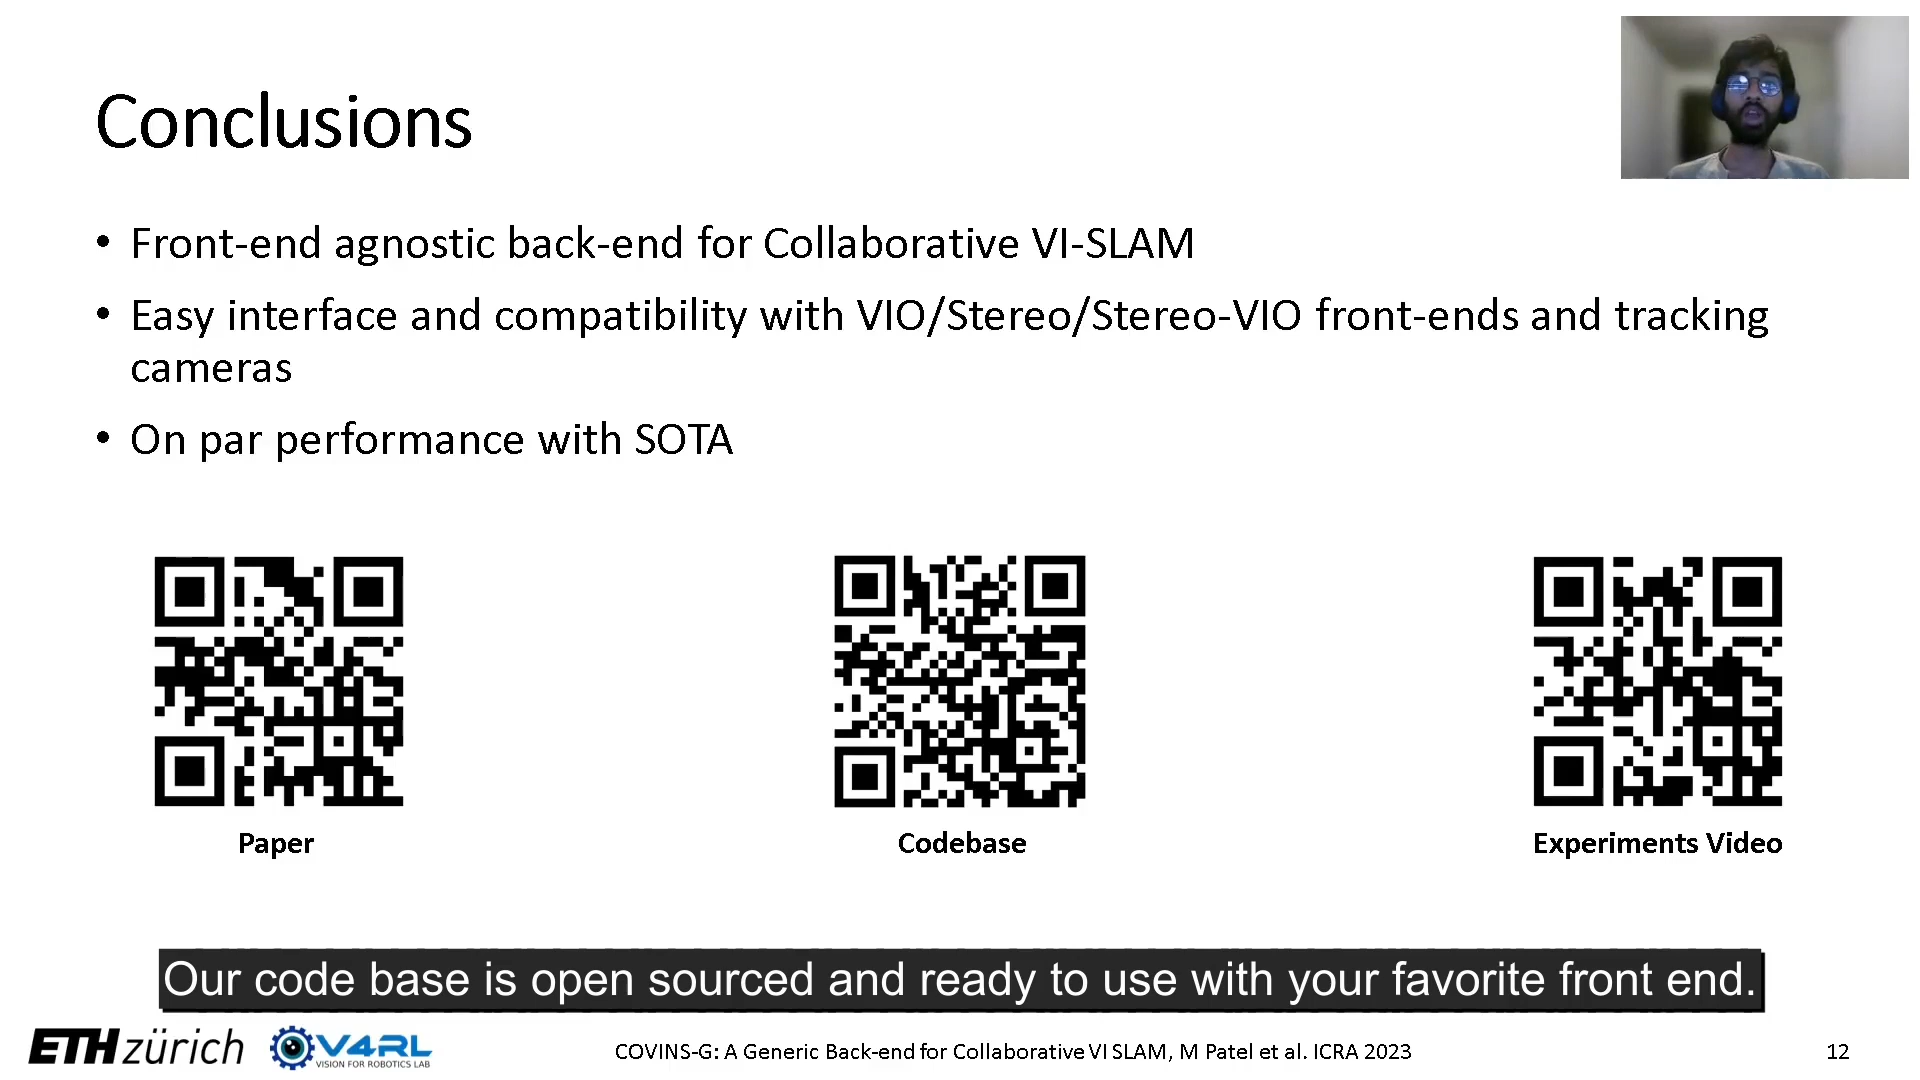 Conclusions
• Front-end agnostic back-end for Collaborative VI-SLAM
• Easy interface and compatibility with VIO/Stereo/Stereo-VIO front-ends and tracking
cameras
• On par performance with SOTA
Paper
Codebase
Experiments Video
Our code base is open sourced and ready to use with your favorite front end.
ETH zürich
V4RL
VISION FOR ROBOTICS LAB
COVINS-G: A Generic Back-end for Collaborative VI SLAM, M Patel et al. ICRA 2023
12